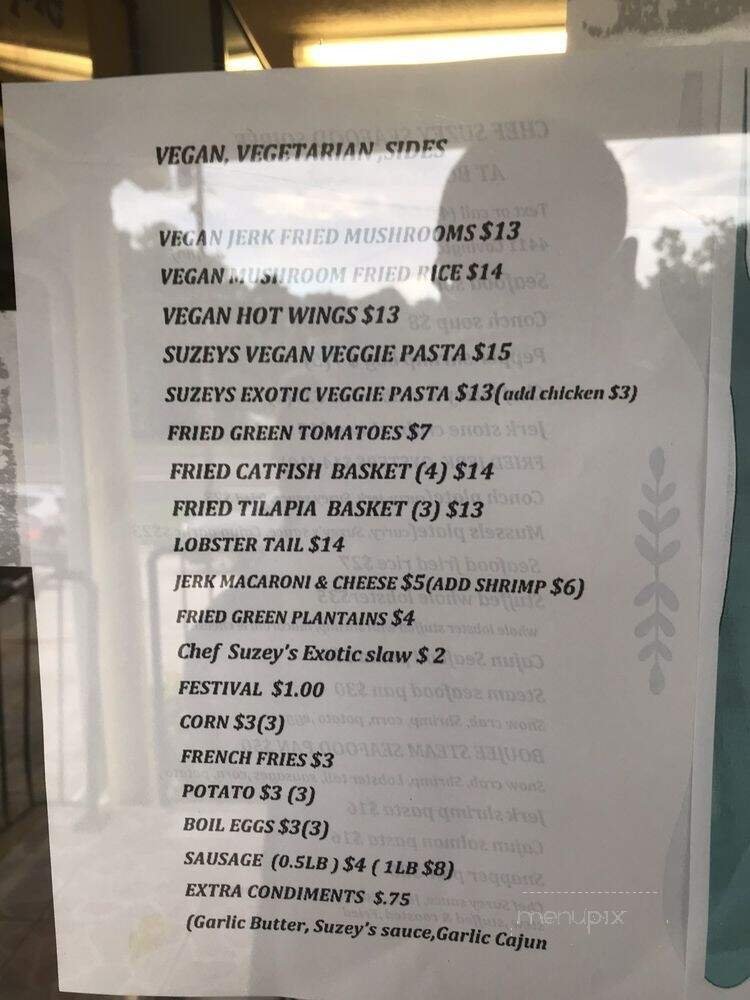 VEGAN, VEGETARIAN ,SIDES
VEGAN JERK FRIED MUSHROOMS $13
VEGAN MUSHROOM FRIED RICE $14
VEGAN HOT WINGS $13
SUZEYS VEGAN VEGGIE PASTA $15
SUZEYS EXOTIC VEGGIE PASTA $13(add chicken $3)
FRIED GREEN TOMATOES $7
FRIED CATFISH BASKET (4) $14
FRIED TILAPIA BASKET (3) $13
LOBSTER TAIL $14
JERK MACARONI & CHEESE $5(ADD SHRIMP $6)
FRIED GREEN PLANTAINS $4
Chef Suzey's Exotic slaw $ 2
FESTIVAL $1.00
CORN $3(3)
FRENCH FRIES $3
POTATO $3 (3)
BOIL EGGS $3(3)
SAUSAGE (0.5LB ) $4 ( 1LB $8)
EXTRA CONDIMENTS $.75
(Garlic Butter, Suzey's sauce,Garlic Cajun
menupix